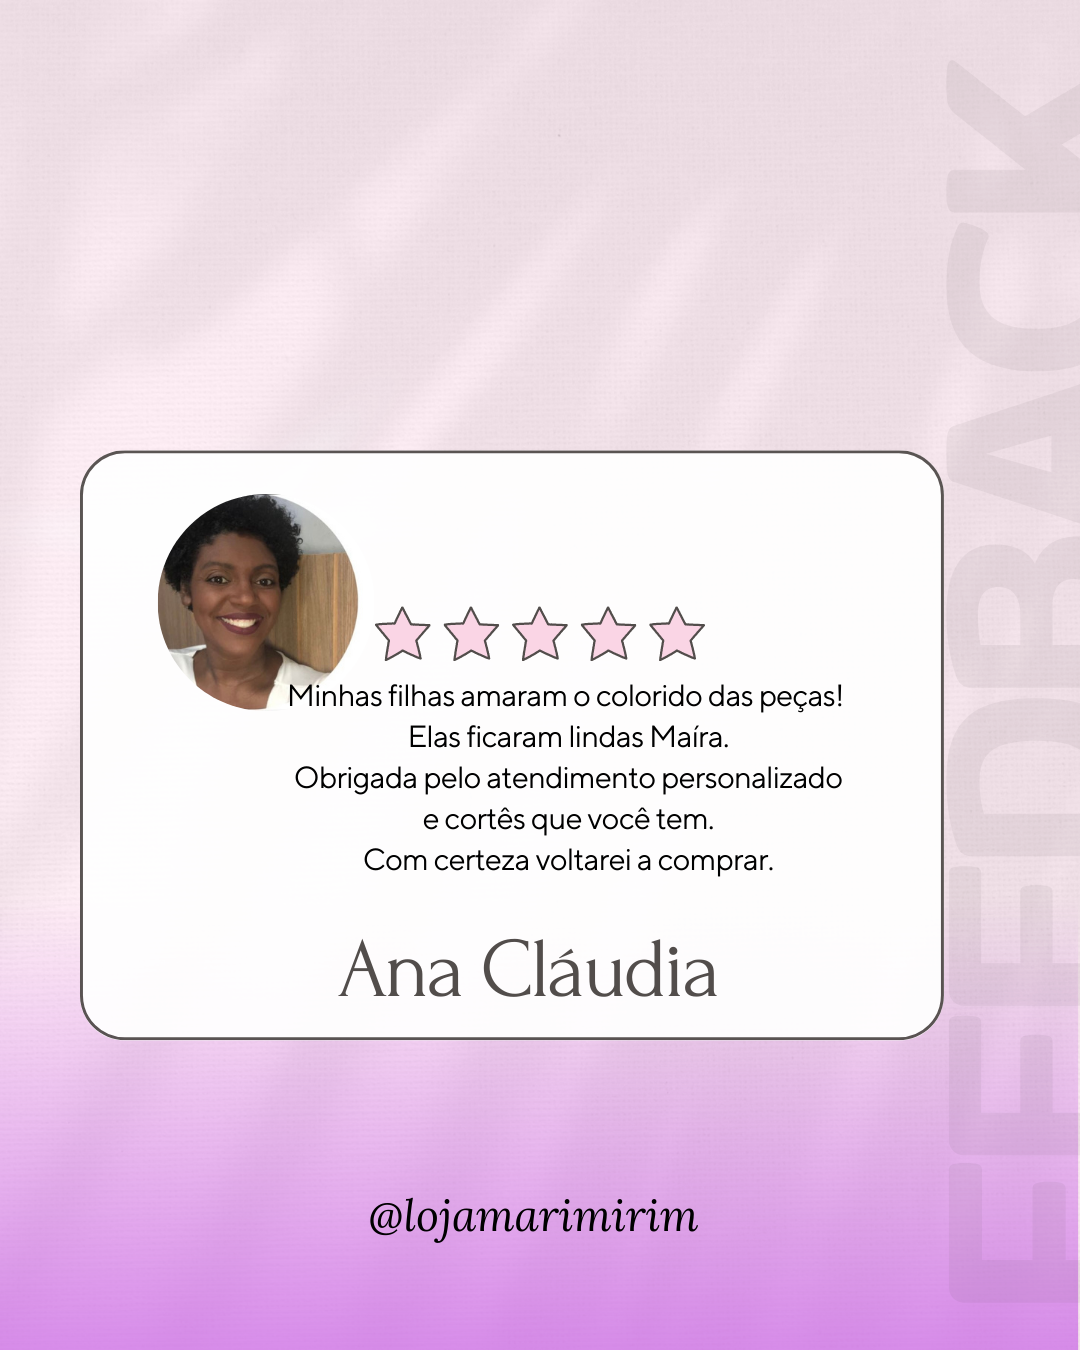 Minhas filhas amaram o colorido das peças!
Elas ficaram lindas Maíra.
Obrigada pelo atendimento personalizado
e cortês que você tem.
Com certeza voltarei a comprar.
Ana Cláudia
@lojamarimirim
FEEDBACK